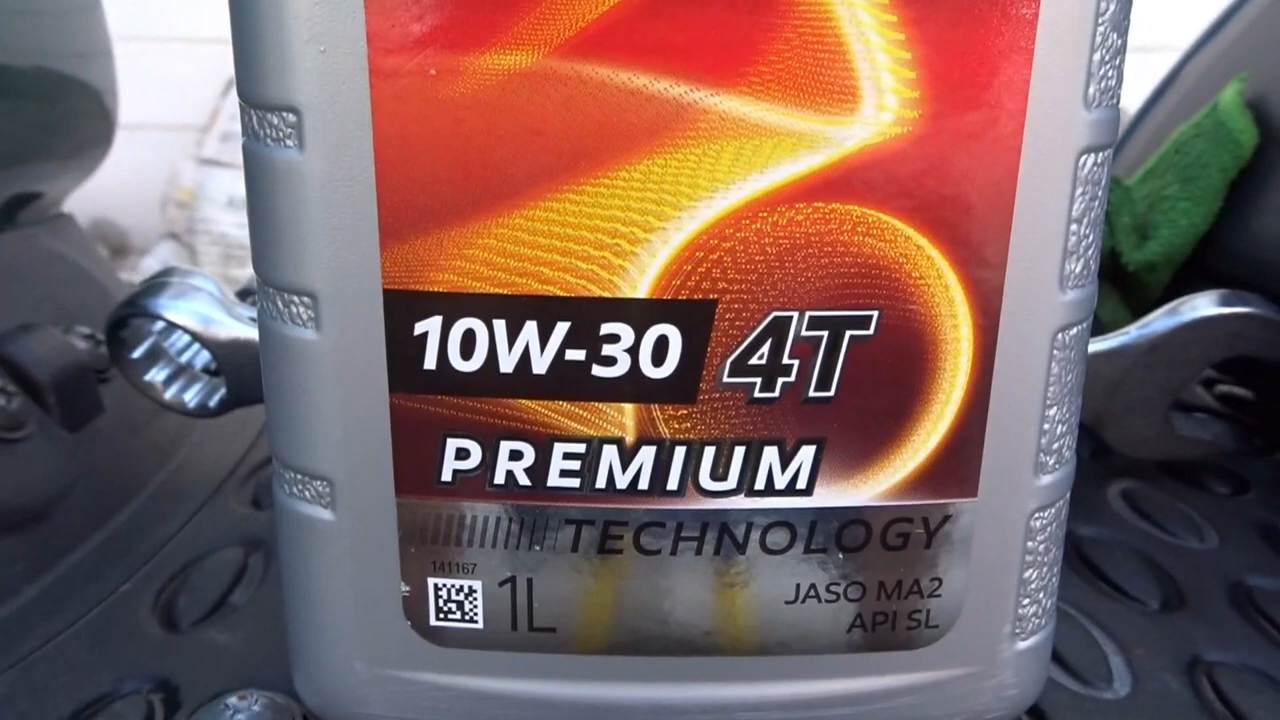 10W-30 4T
PREMIUM
TECHNOLOGY
141167
1L
JASO MA2
API SL